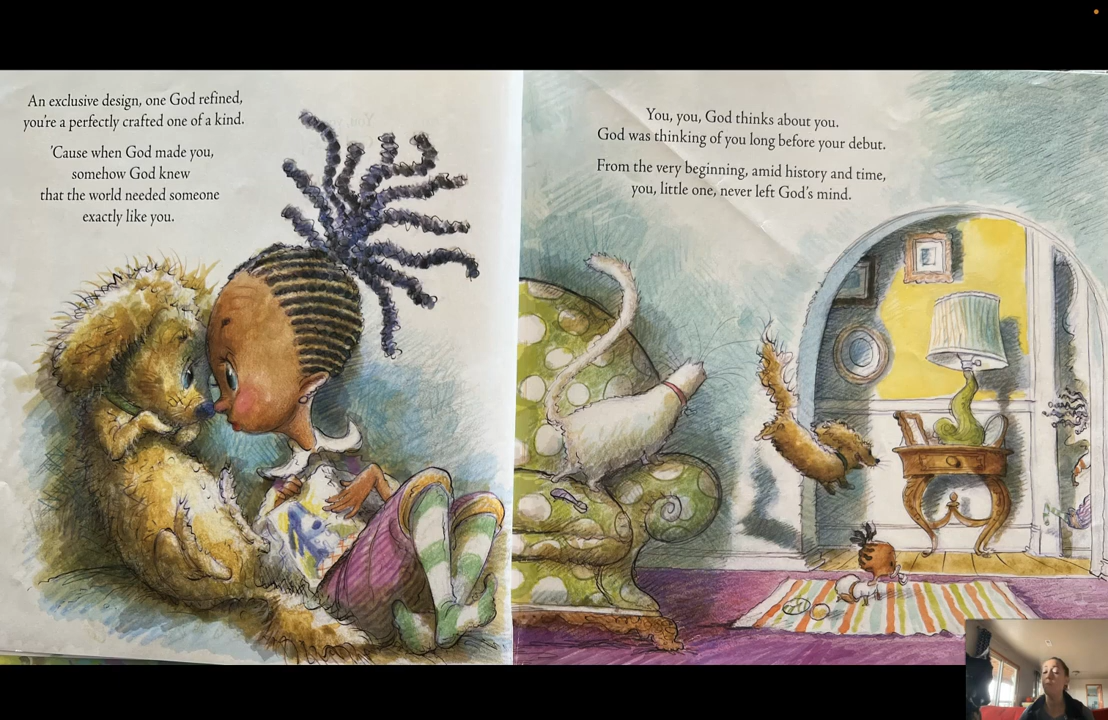 An exclusive design, one God refined,
you're a perfectly crafted one of a kind.
'Cause when God made you,
somehow God knew
that the world needed someone
exactly like you.
You, you, God thinks about you.
God was thinking of you long before your debut.
From the very beginning, amid history and time,
you, little one, never left God's mind.